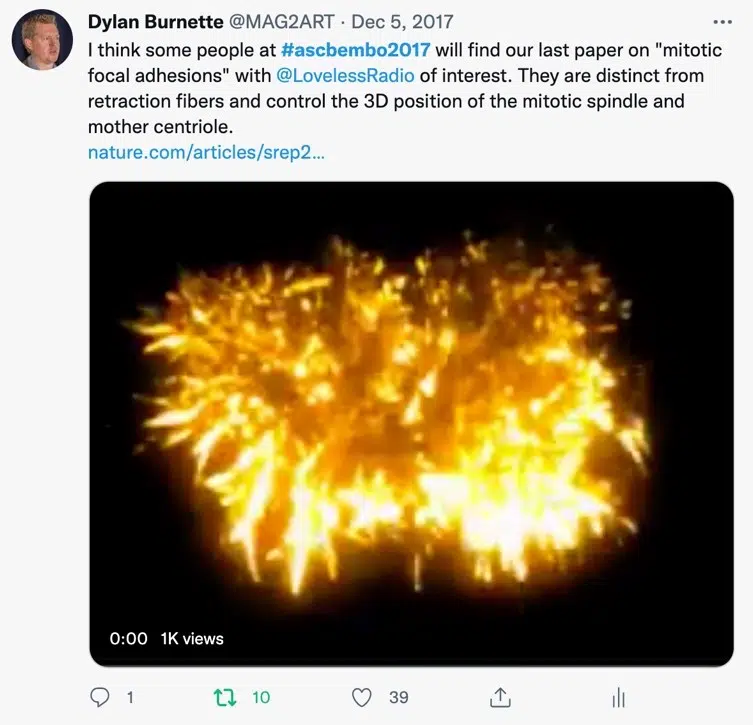 Dylan Burnette @MAG2ART · Dec 5, 2017
I think some people at #ascbembo2017 will find our last paper on "mitotic
focal adhesions" with @LovelessRadio of interest. They are distinct from
retraction fibers and control the 3D position of the mitotic spindle and
mother centriole.
nature.com/articles/srep2...
0:00 1K views
1 10 39